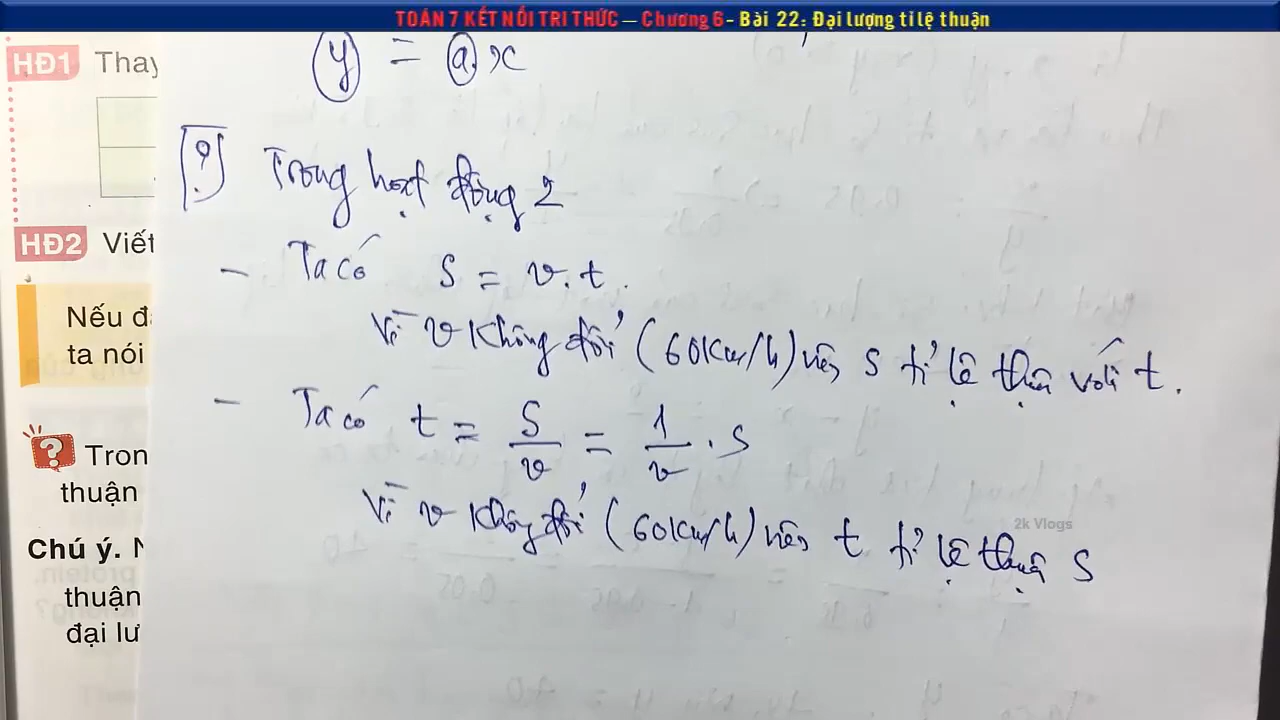 TOÁN 7 KẾT NỐI TRI THỨC – Chương 6- Bài 22: Đại lượng tỉ lệ thuận
HĐ1 Thay
HĐ2 Viết
Nếu đ
ta nói
Tron
thuận
Chú ý. N
thuận
đại lư
y = a.x
? Trong hoạt động 2
- Ta có s = v.t.
Vì v không đổi (60km/h) nên s tỉ lệ thuận với t.
- Ta có t = s/v = 1/v . s
Vì v không đổi (60km/h) nên t tỉ lệ thuận s
2k Vlogs